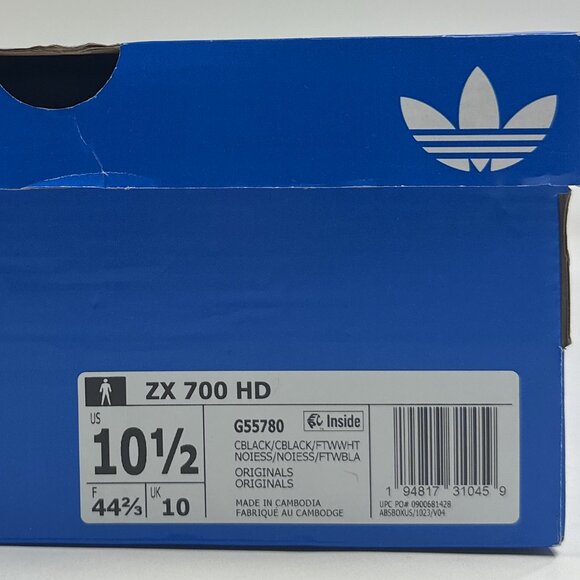 ZX 700 HD
US
10½
F
44⅔
UK
10
G55780
Inside
CBLACK/CBLACK/FTWWHT
NOIESS/NOIESS/FTWBLA
ORIGINALS
ORIGINALS
MADE IN CAMBODIA
FABRIQUÉ AU CAMBODGE
1 94817 31045 9
UPC PO# 0900681428
ABSBOXUS/1023/V04